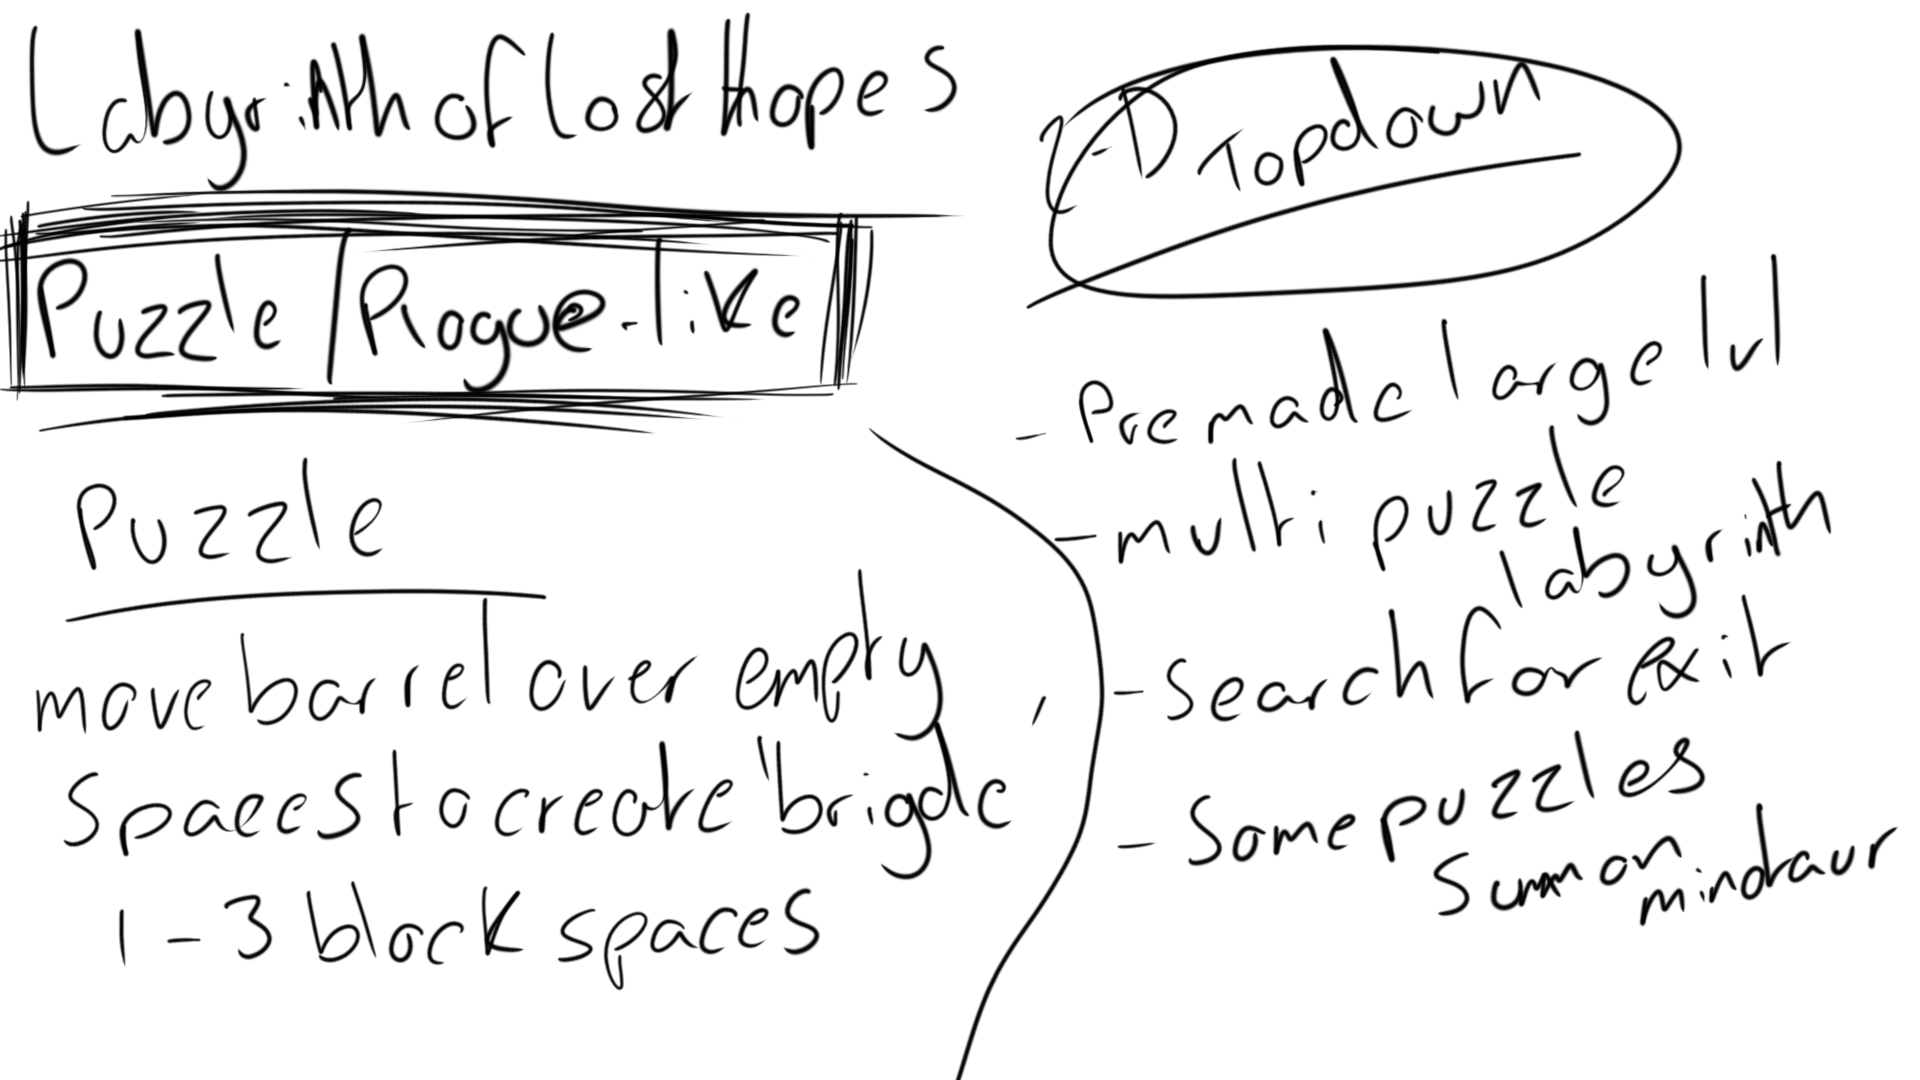 Labyrinth of lost hopes
Puzzle/Rogue-like
Puzzle
move barrel over empty
spaces to create "brigde
1-3 block spaces
2-D Topdown
- Premade large lvl
- multi puzzle
labyrinth
- Search for exit
- Some puzzles
summon
minotaur